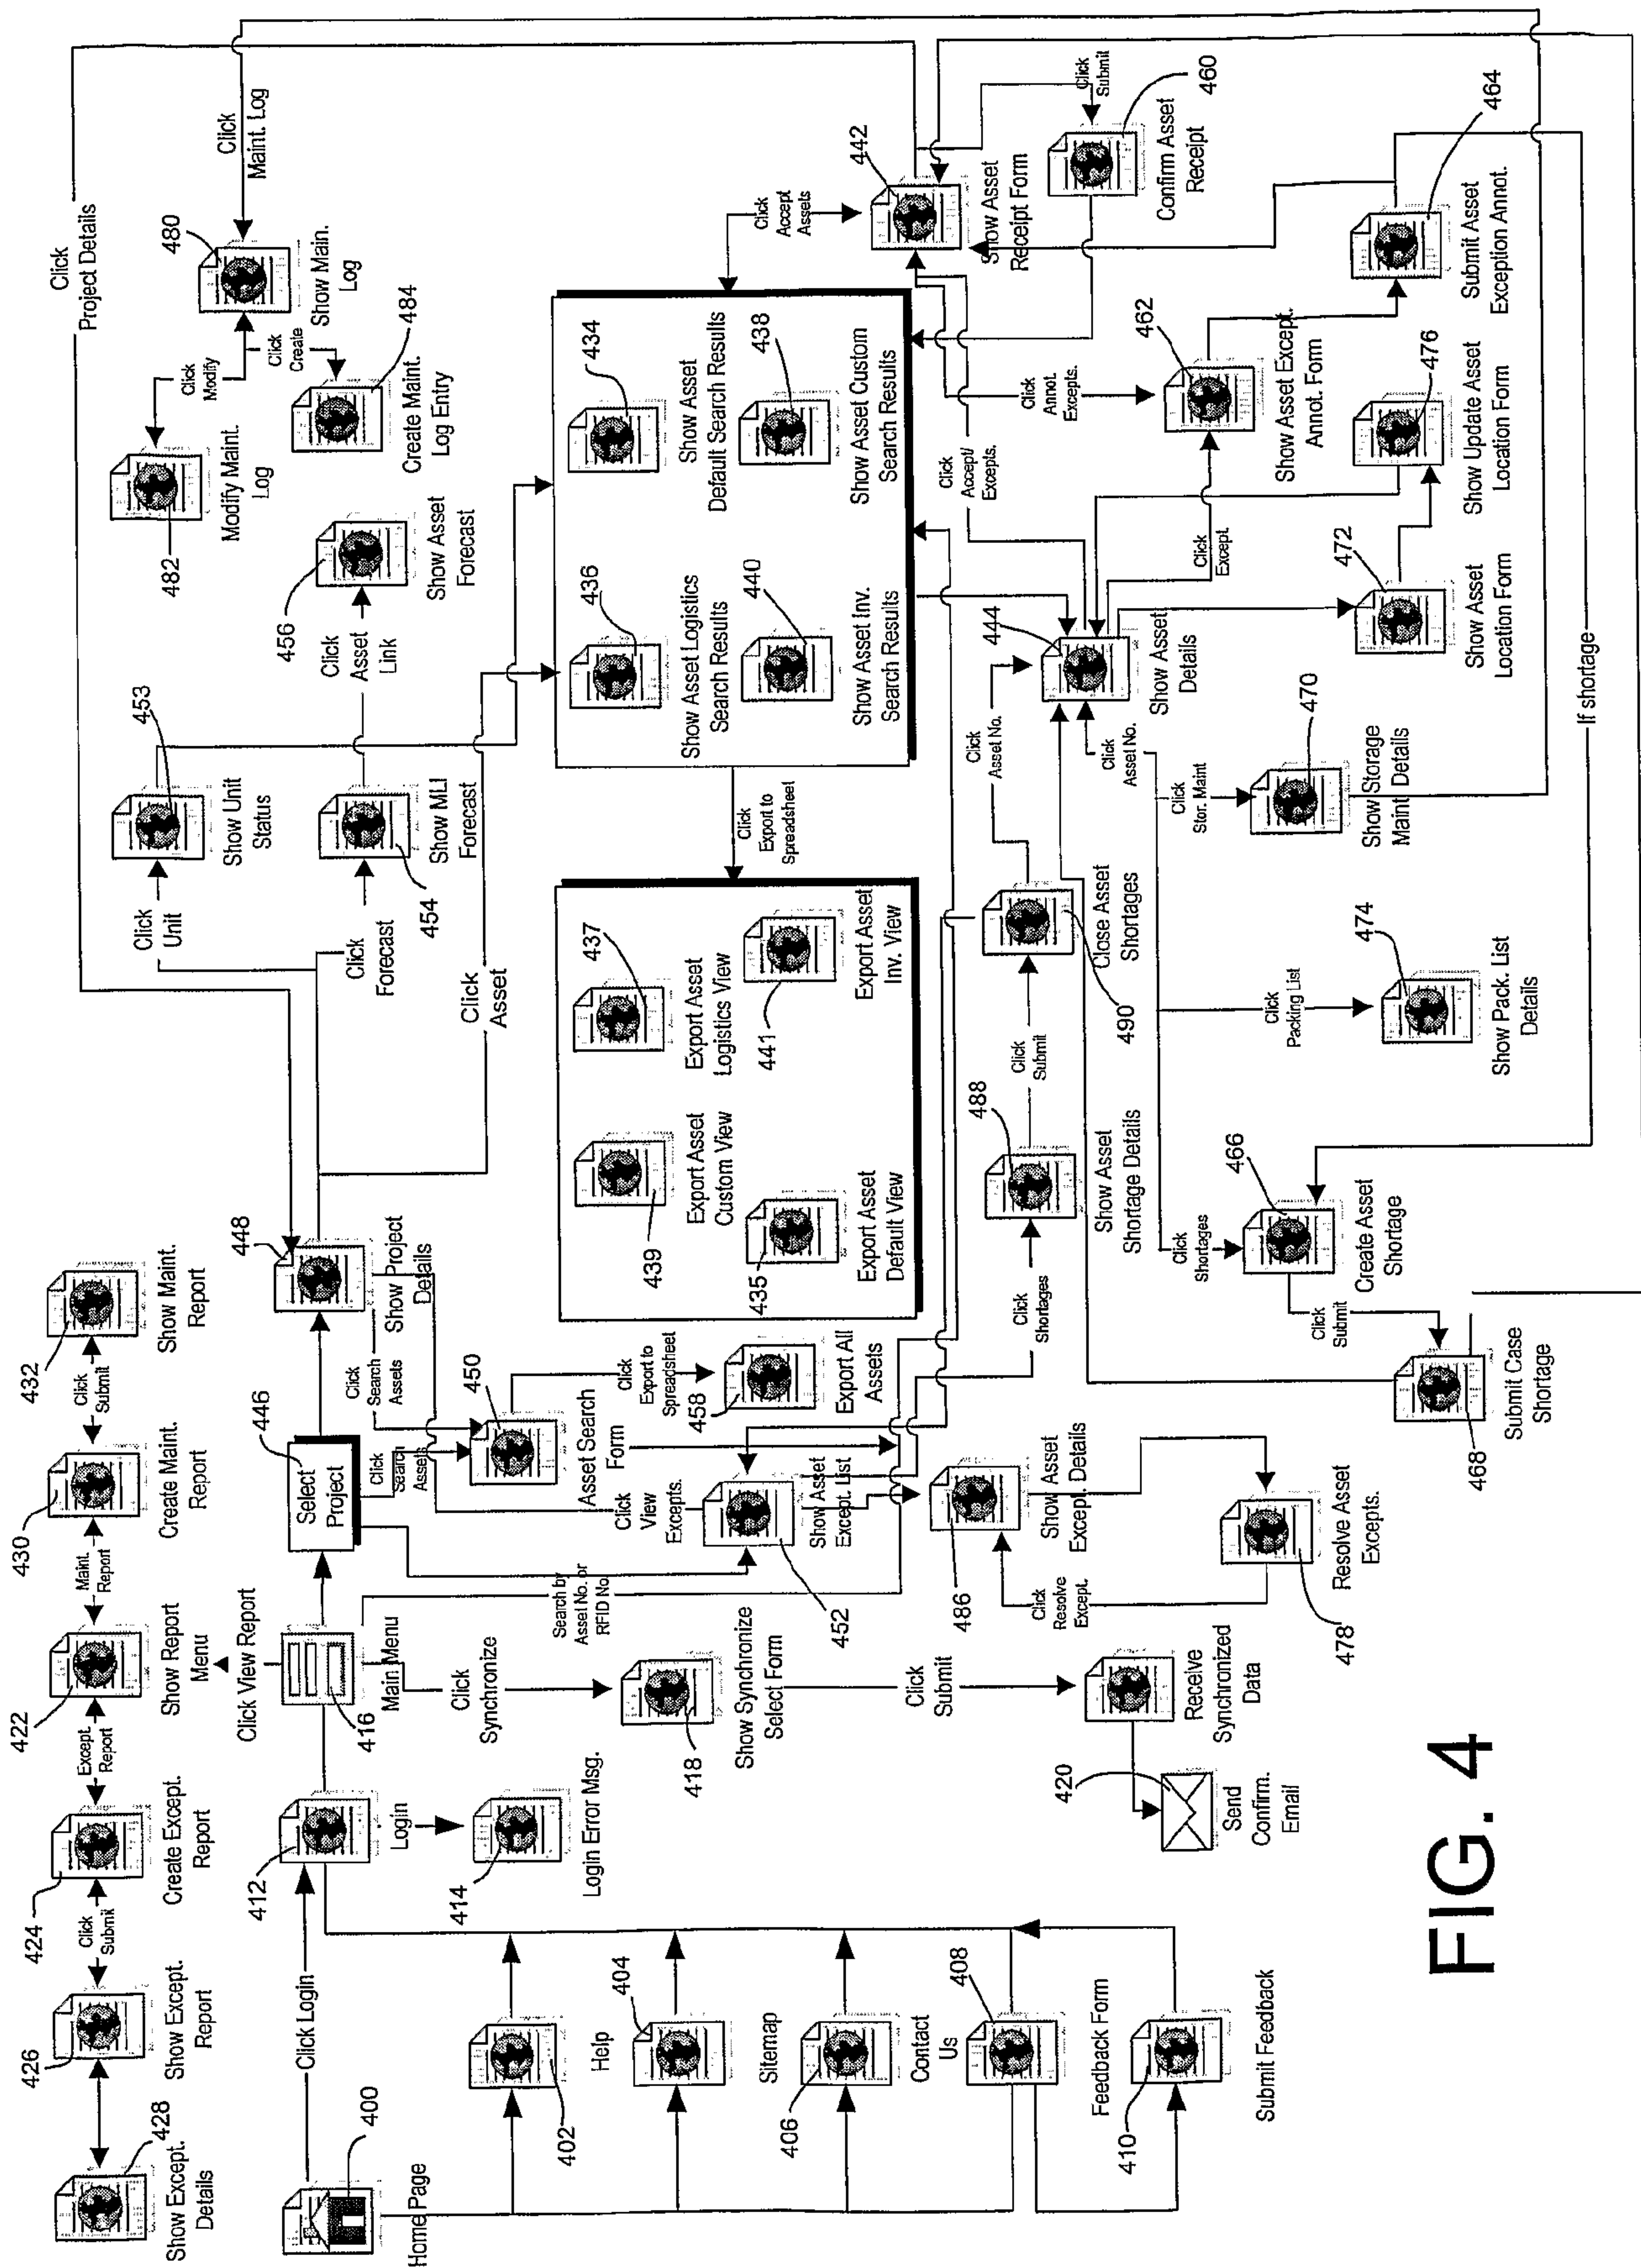 428
Show Except.
Details
426
Show Except.
Report
Click
Submit
424
Create Except.
Report
Except.
Report
422
Show Report
Menu
Maint.
Report
430
Create Maint.
Report
Click
Submit
432
Show Maint.
Report
Click
Project Details
400
Home Page
Click Login
412
Login
414
Login Error Msg.
Click View Report
416
Main Menu
446
Select
Project
448
Show Project
Details
Click
Unit
453
Show Unit
Status
Click
Forecast
454
Show MLI
Forecast
Click
Asset
Link
456
Show Asset
Forecast
Click
Asset
482
Modify Maint.
Log
Click
Modify
Click
Create
484
Create Maint.
Log Entry
480
Show Main.
Log
Click
Maint. Log
402
Help
404
Sitemap
406
Contact
Us
408
Feedback Form
410
Submit Feedback
Click
Synchronize
418
Show Synchronize
Select Form
Click
Submit
Receive
Synchronized
Data
420
Send
Confirm.
Email
Search by
Asset No. or
RFID No.
Click
Search
Assets
Click
Search
Assets
450
Asset Search
Form
Click
Export to
Spreadsheet
458
Export All
Assets
Click
View
Excepts.
452
Show Asset
Except. List
439
Export Asset
Custom View
437
Export Asset
Logistics View
435
Export Asset
Default View
441
Export Asset
Inv. View
Click
Export to
Spreadsheet
436
Show Asset Logistics
Search Results
434
Show Asset
Default Search Results
440
Show Asset Inv.
Search Results
438
Show Asset Custom
Search Results
Click
Accept
Assets
442
Show Asset
Receipt Form
Click
Submit
460
Confirm Asset
Receipt
486
Show Asset
Except. Details
Click
Resolve
Except.
478
Resolve Asset
Excepts.
Click
Shortages
488
Show Asset
Shortage Details
Click
Submit
490
Close Asset
Shortages
Click
Asset No.
444
Show Asset
Details
Click
Asset No.
Click
Accept/
Excepts.
Click
Annot.
Excepts.
462
Show Asset Except.
Annot. Form
Click
Except.
464
Submit Asset
Exception Annot.
Click
Shortages
466
Create Asset
Shortage
Click
Submit
468
Submit Case
Shortage
Click
Packing List
474
Show Pack. List
Details
Click
Stor. Maint
470
Show Storage
Maint. Details
472
Show Asset
Location Form
476
Show Update Asset
Location Form
If shortage
FIG. 4